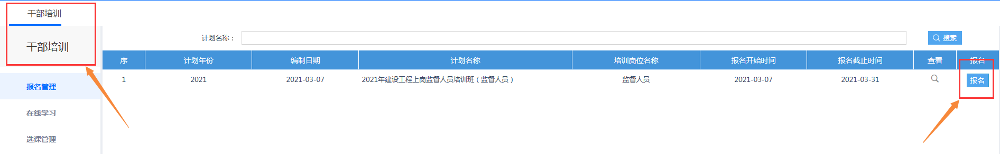 干部培训
干部培训
报名管理
在线学习
选课管理
计划名称： 搜索
序 计划年份 编制日期 计划名称 培训岗位名称 报名开始时间 报名截止时间 查看 报名
1 2021 2021-03-07 2021年建设工程上岗监督人员培训班（监督人员） 监督人员 2021-03-07 2021-03-31 报名